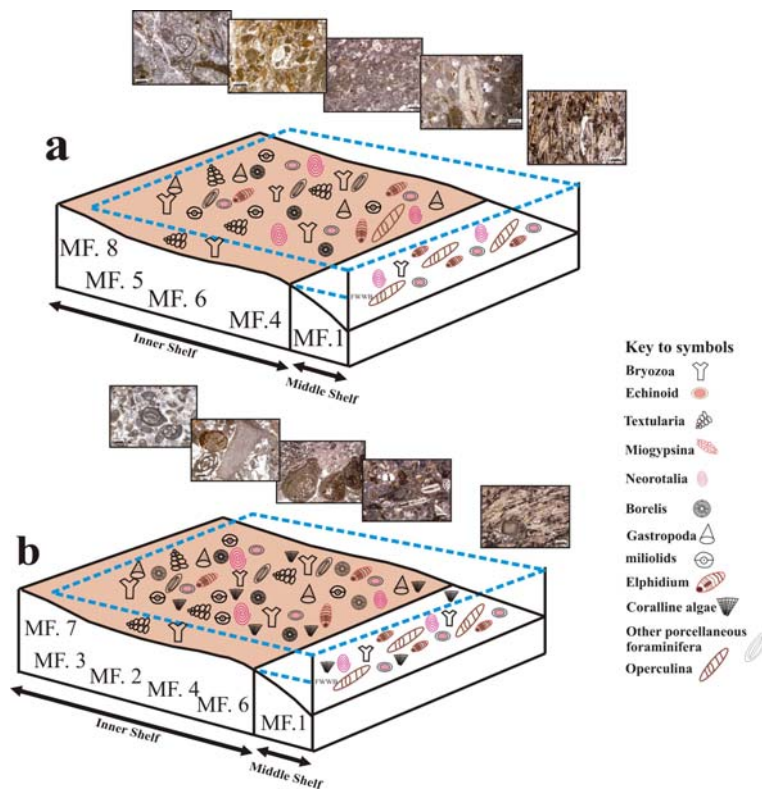 a
MF. 8
MF. 5
MF. 6
MF.4
MF.1
FWWB
Inner Shelf
Middle Shelf
b
MF. 7
MF. 3
MF. 2
MF. 4
MF. 6
MF.1
FWWB
Inner Shelf
Middle Shelf
Key to symbols
Bryozoa
Echinoid
Textularia
Miogypsina
Neorotalia
Borelis
Gastropoda
miliolids
Elphidium
Coralline algae
Other porcellaneous
foraminifera
Operculina